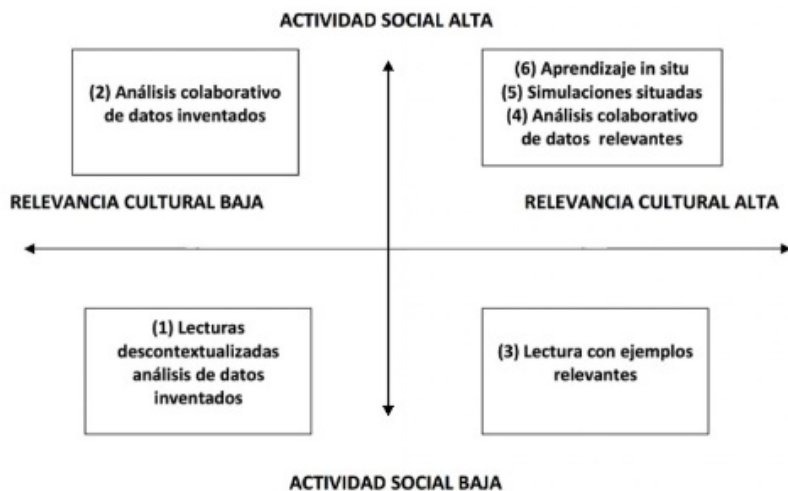 ACTIVIDAD SOCIAL ALTA
(2) Análisis colaborativo
de datos inventados
(6) Aprendizaje in situ
(5) Simulaciones situadas
(4) Análisis colaborativo
de datos relevantes
RELEVANCIA CULTURAL BAJA
RELEVANCIA CULTURAL ALTA
(1) Lecturas
descontextualizadas
análisis de datos
inventados
(3) Lectura con ejemplos
relevantes
ACTIVIDAD SOCIAL BAJA